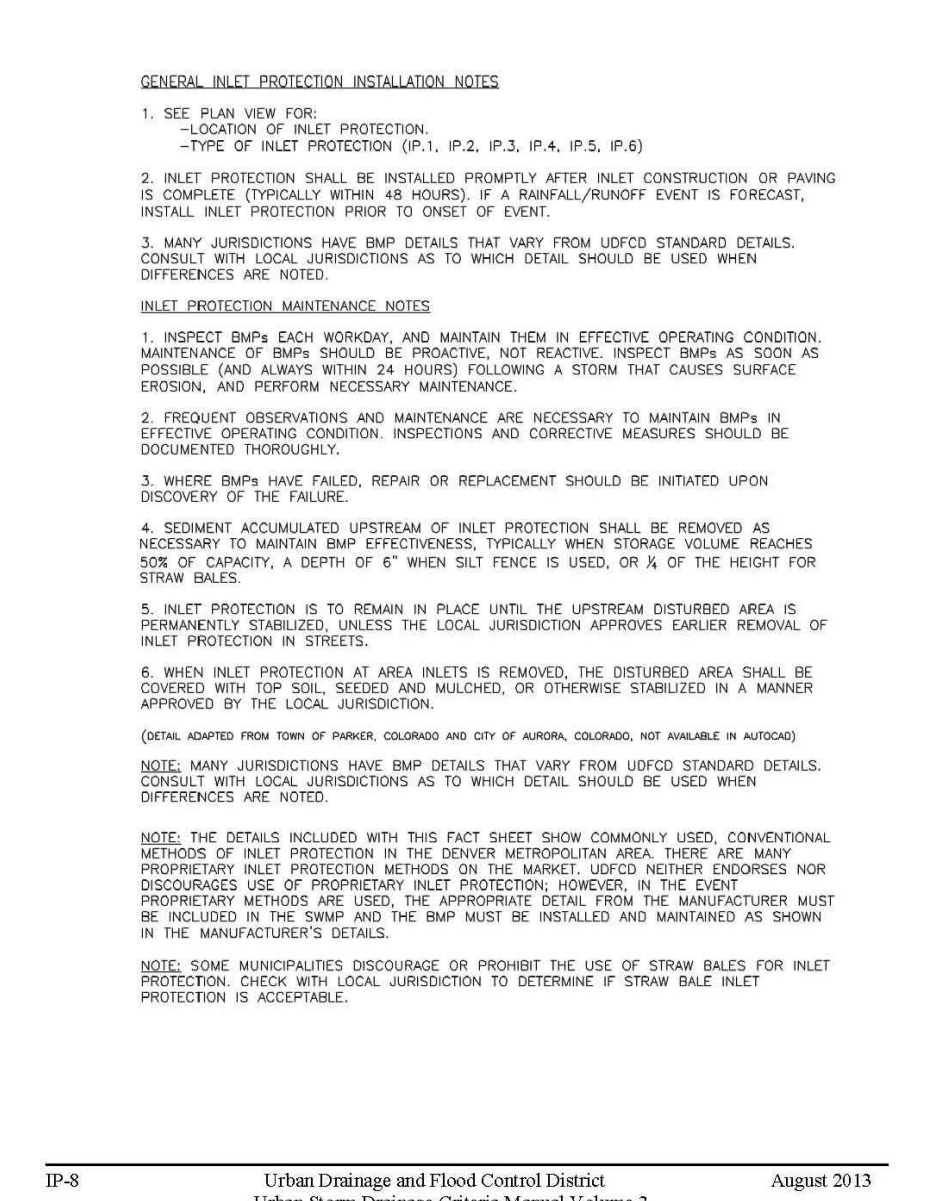 GENERAL INLET PROTECTION INSTALLATION NOTES
1. SEE PLAN VIEW FOR:
-LOCATION OF INLET PROTECTION.
-TYPE OF INLET PROTECTION (IP.1, IP.2, IP.3, IP.4, IP.5, IP.6)
2. INLET PROTECTION SHALL BE INSTALLED PROMPTLY AFTER INLET CONSTRUCTION OR PAVING
IS COMPLETE (TYPICALLY WITHIN 48 HOURS). IF A RAINFALL/RUNOFF EVENT IS FORECAST,
INSTALL INLET PROTECTION PRIOR TO ONSET OF EVENT.
3. MANY JURISDICTIONS HAVE BMP DETAILS THAT VARY FROM UDFCD STANDARD DETAILS.
CONSULT WITH LOCAL JURISDICTIONS AS TO WHICH DETAIL SHOULD BE USED WHEN
DIFFERENCES ARE NOTED.
INLET PROTECTION MAINTENANCE NOTES
1. INSPECT BMPs EACH WORKDAY, AND MAINTAIN THEM IN EFFECTIVE OPERATING CONDITION.
MAINTENANCE OF BMPs SHOULD BE PROACTIVE, NOT REACTIVE. INSPECT BMPs AS SOON AS
POSSIBLE (AND ALWAYS WITHIN 24 HOURS) FOLLOWING A STORM THAT CAUSES SURFACE
EROSION, AND PERFORM NECESSARY MAINTENANCE.
2. FREQUENT OBSERVATIONS AND MAINTENANCE ARE NECESSARY TO MAINTAIN BMPs IN
EFFECTIVE OPERATING CONDITION. INSPECTIONS AND CORRECTIVE MEASURES SHOULD BE
DOCUMENTED THOROUGHLY.
3. WHERE BMPs HAVE FAILED, REPAIR OR REPLACEMENT SHOULD BE INITIATED UPON
DISCOVERY OF THE FAILURE.
4. SEDIMENT ACCUMULATED UPSTREAM OF INLET PROTECTION SHALL BE REMOVED AS
NECESSARY TO MAINTAIN BMP EFFECTIVENESS, TYPICALLY WHEN STORAGE VOLUME REACHES
50% OF CAPACITY, A DEPTH OF 6" WHEN SILT FENCE IS USED, OR ¼ OF THE HEIGHT FOR
STRAW BALES.
5. INLET PROTECTION IS TO REMAIN IN PLACE UNTIL THE UPSTREAM DISTURBED AREA IS
PERMANENTLY STABILIZED, UNLESS THE LOCAL JURISDICTION APPROVES EARLIER REMOVAL OF
INLET PROTECTION IN STREETS.
6. WHEN INLET PROTECTION AT AREA INLETS IS REMOVED, THE DISTURBED AREA SHALL BE
COVERED WITH TOP SOIL, SEEDED AND MULCHED, OR OTHERWISE STABILIZED IN A MANNER
APPROVED BY THE LOCAL JURISDICTION.
(DETAIL ADAPTED FROM TOWN OF PARKER, COLORADO AND CITY OF AURORA, COLORADO, NOT AVAILABLE IN AUTOCAD)
NOTE: MANY JURISDICTIONS HAVE BMP DETAILS THAT VARY FROM UDFCD STANDARD DETAILS.
CONSULT WITH LOCAL JURISDICTIONS AS TO WHICH DETAIL SHOULD BE USED WHEN
DIFFERENCES ARE NOTED.
NOTE: THE DETAILS INCLUDED WITH THIS FACT SHEET SHOW COMMONLY USED, CONVENTIONAL
METHODS OF INLET PROTECTION IN THE DENVER METROPOLITAN AREA. THERE ARE MANY
PROPRIETARY INLET PROTECTION METHODS ON THE MARKET. UDFCD NEITHER ENDORSES NOR
DISCOURAGES USE OF PROPRIETARY INLET PROTECTION; HOWEVER, IN THE EVENT
PROPRIETARY METHODS ARE USED, THE APPROPRIATE DETAIL FROM THE MANUFACTURER MUST
BE INCLUDED IN THE SWMP AND THE BMP MUST BE INSTALLED AND MAINTAINED AS SHOWN
IN THE MANUFACTURER'S DETAILS.
NOTE: SOME MUNICIPALITIES DISCOURAGE OR PROHIBIT THE USE OF STRAW BALES FOR INLET
PROTECTION. CHECK WITH LOCAL JURISDICTION TO DETERMINE IF STRAW BALE INLET
PROTECTION IS ACCEPTABLE.
IP-8 Urban Drainage and Flood Control District August 2013
Urban Storm Drainage Criteria Manual Volume 3